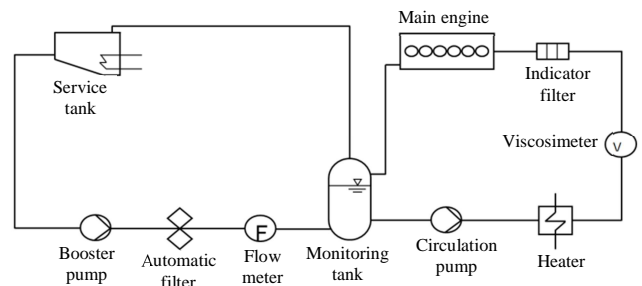 Main engine
Service
tank
Indicator
filter
Viscosimeter
V
F
Booster
pump
Automatic
filter
Flow
meter
Monitoring
tank
Circulation
pump
Heater